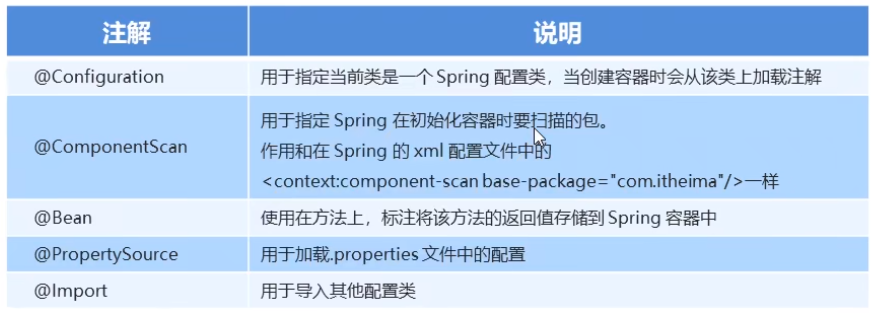 注解 说明
@Configuration 用于指定当前类是一个 Spring 配置类，当创建容器时会从该类上加载注解
用于指定 Spring 在初始化容器时要扫描的包。
@ComponentScan 作用和在 Spring 的 xml 配置文件中的
<context:component-scan base-package="com.itheima"/>一样
@Bean 使用在方法上，标注将该方法的返回值存储到 Spring 容器中
@PropertySource 用于加载.properties 文件中的配置
@Import 用于导入其他配置类